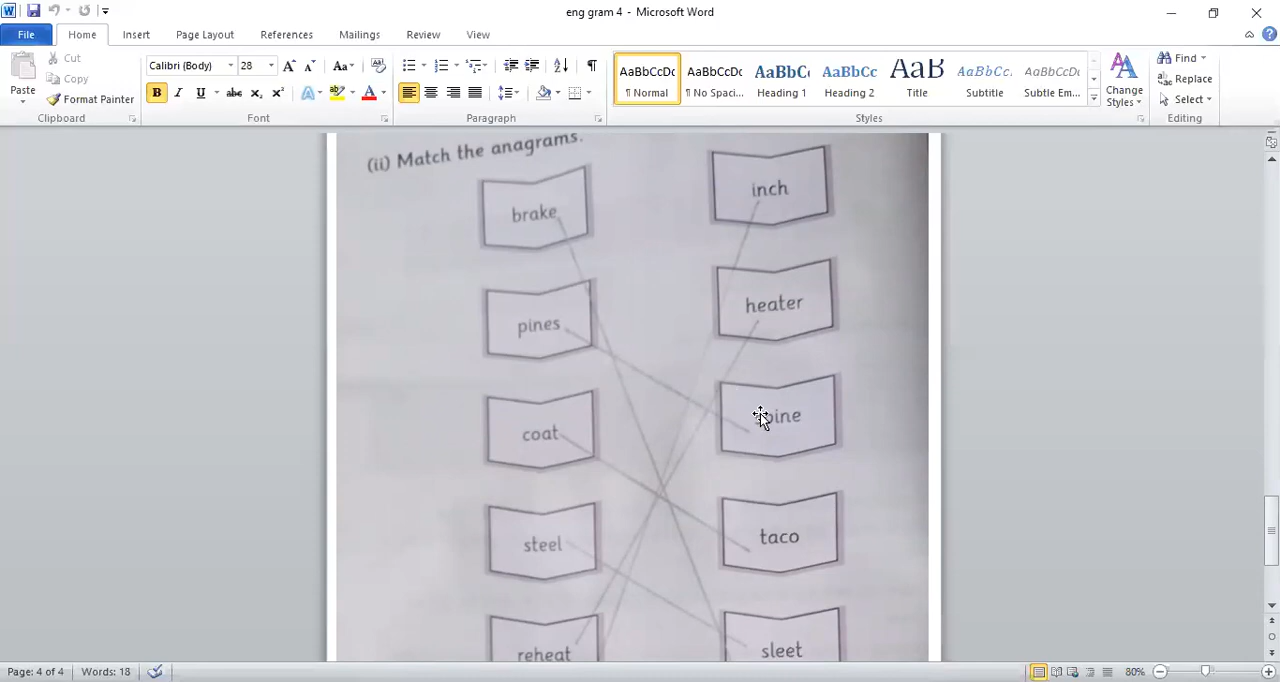 eng gram 4 - Microsoft Word
File Home Insert Page Layout References Mailings Review View
Paste
Cut
Copy
Format Painter
Clipboard
Calibri (Body) 28
Font
Paragraph
AaBbCcDc AaBbCcDc AaBbC AaBbCc AaB AaBbCc. AaBbCcDc
¶ Normal ¶ No Spaci... Heading 1 Heading 2 Title Subtitle Subtle Em...
Styles
Change Styles
Find
Replace
Select
Editing
(ii) Match the anagrams.
brake inch
pines heater
coat
steel taco
reheat sleet
Page: 4 of 4 Words: 18 80%